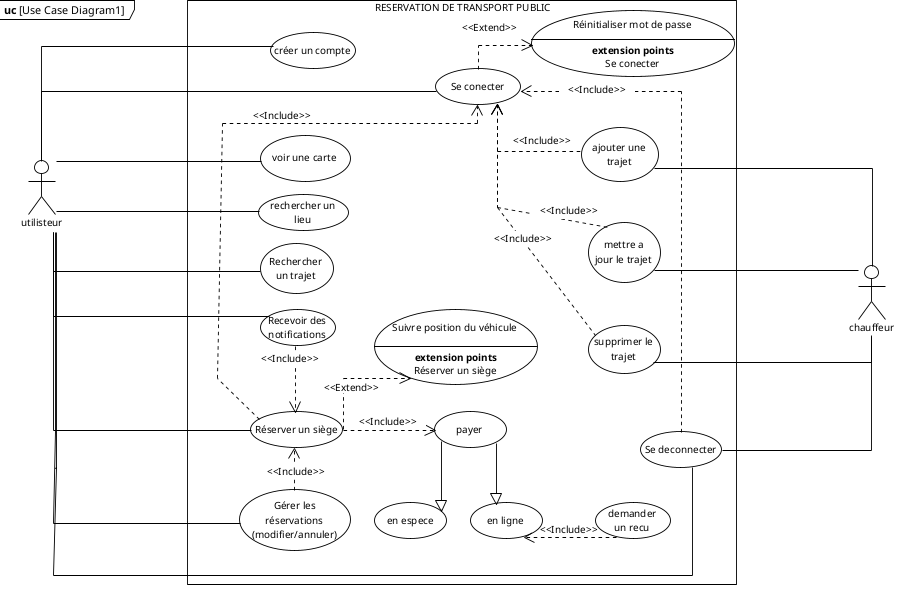 uc [Use Case Diagram1]
RESERVATION DE TRANSPORT PUBLIC
créer un compte
<<Extend>>
Réinitialiser mot de passe
extension points
Se conecter
Se conecter
<<Include>>
<<Include>>
voir une carte
<<Include>>
ajouter une
trajet
utilisteur
rechercher un
lieu
<<Include>>
<<Include>>
mettre a
jour le trajet
Rechercher
un trajet
chauffeur
Recevoir des
notifications
Suivre position du véhicule
extension points
Réserver un siège
supprimer le
trajet
<<Include>>
<<Extend>>
Réserver un siège
<<Include>>
payer
Se deconnecter
<<Include>>
Gérer les
réservations
(modifier/annuler)
en espece
en ligne
<<Include>>
demander
un recu